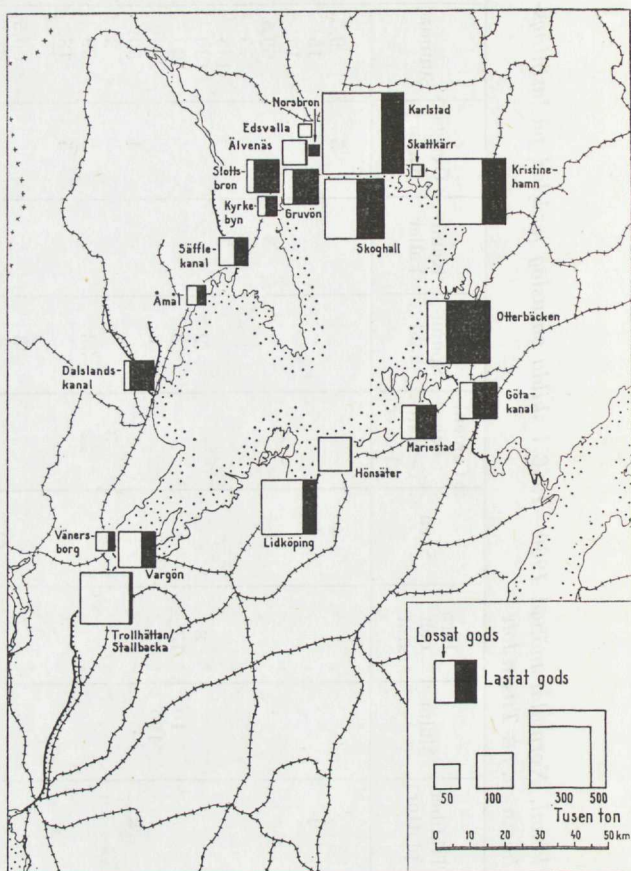 Norsbron
Karlstad
Edsvalla
Älvenäs
Skattkärr
Kristine-
hamn
Slotts-
bron
Kyrke-
byn
Gruvön
Skoghall
Säffle-
kanal
Åmål
Otterbäcken
Dalslands-
kanal
Göta-
kanal
Mariestad
Hönsäter
Lidköping
Väners-
borg
Vargön
Trollhättan/
Stallbacka
Lossat gods
Lastat gods
50 100 300 500
Tusen ton
0 10 20 30 40 50 km